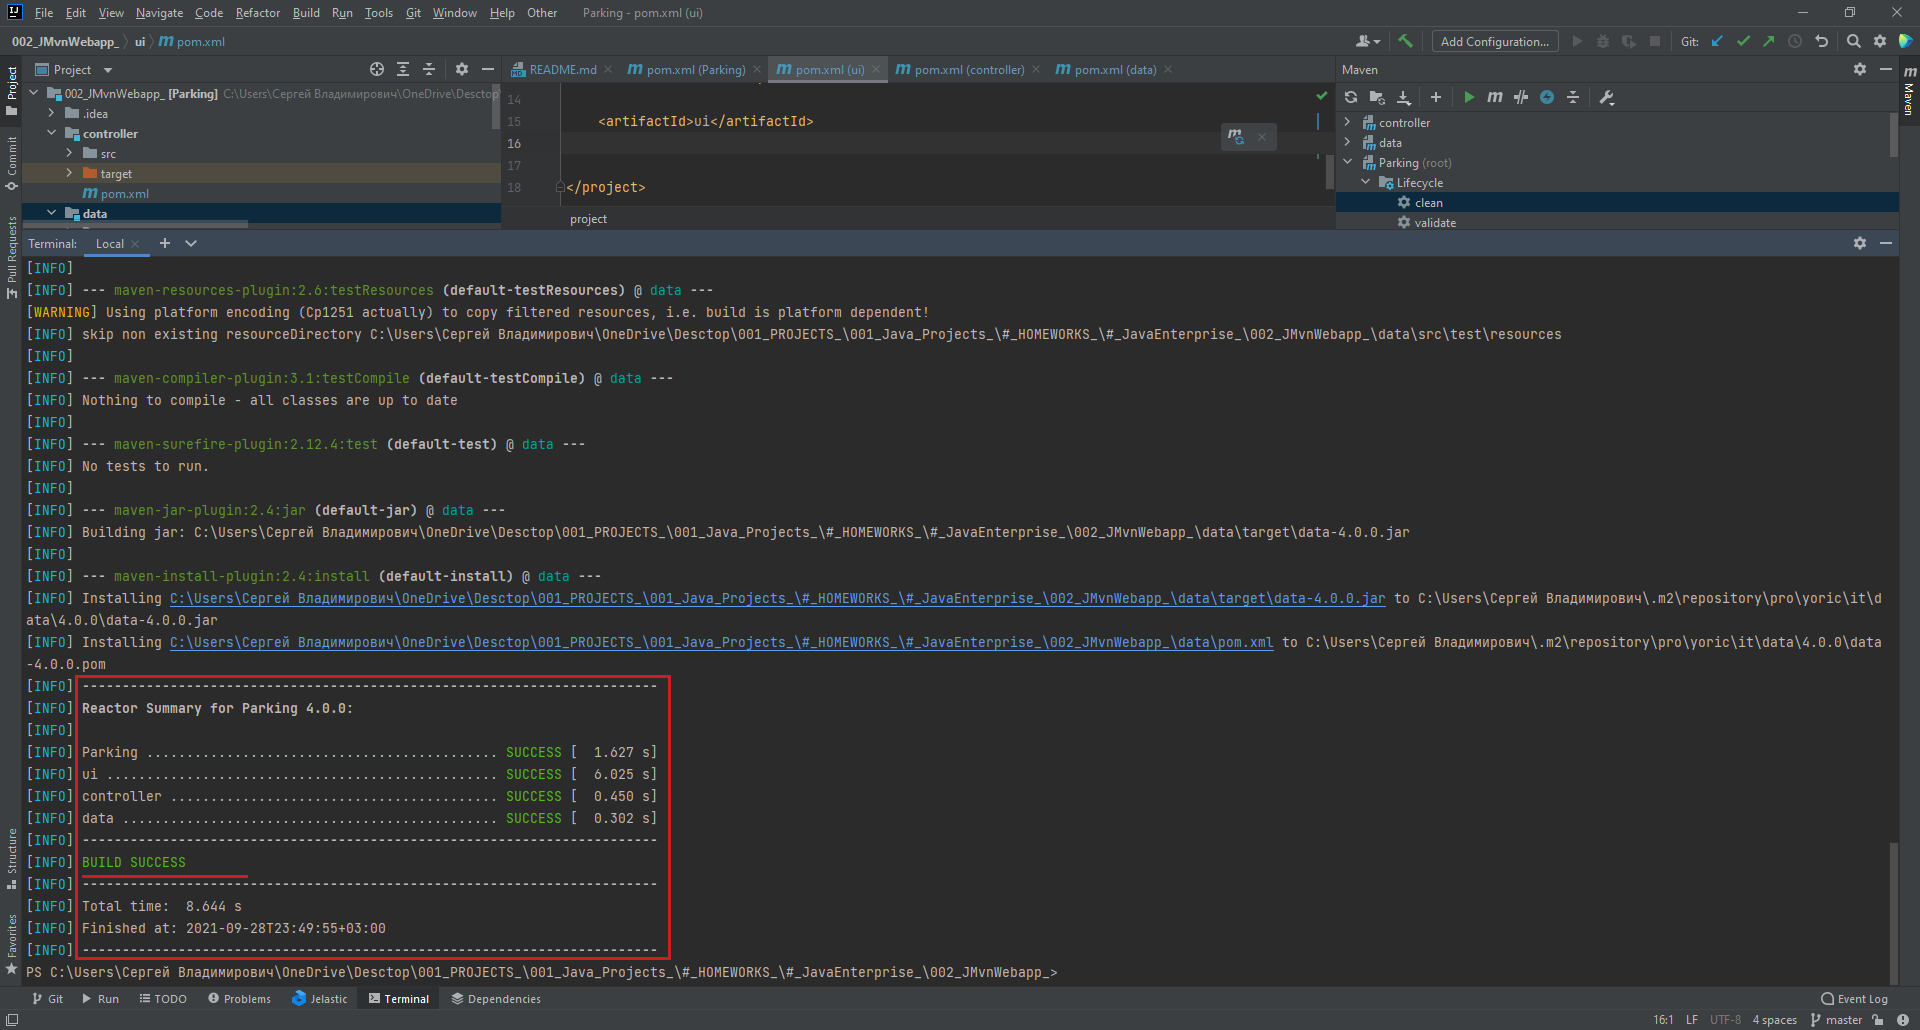 File Edit View Navigate Code Refactor Build Run Tools Git Window Help Other Parking - pom.xml (ui)
002_JMvnWebapp_ ui pom.xml Add Configuration... Git:
Project README.md pom.xml (Parking) pom.xml (ui) pom.xml (controller) pom.xml (data) Maven
002_JMvnWebapp_ [Parking] C:\Users\Сергей Владимирович\OneDrive\Desctop
.idea
controller
src
target
pom.xml
data
14
15 <artifactId>ui</artifactId>
16
17
18 </project>
project
controller
data
Parking (root)
Lifecycle
clean
validate
Project
Commit
Pull Requests
Structure
Favorites
Maven
Terminal: Local
[INFO]
[INFO] --- maven-resources-plugin:2.6:testResources (default-testResources) @ data ---
[WARNING] Using platform encoding (Cp1251 actually) to copy filtered resources, i.e. build is platform dependent!
[INFO] skip non existing resourceDirectory C:\Users\Сергей Владимирович\OneDrive\Desctop\001_PROJECTS_\001_Java_Projects_\#_HOMEWORKS_\#_JavaEnterprise_\002_JMvnWebapp_\data\src\test\resources
[INFO]
[INFO] --- maven-compiler-plugin:3.1:testCompile (default-testCompile) @ data ---
[INFO] Nothing to compile - all classes are up to date
[INFO]
[INFO] --- maven-surefire-plugin:2.12.4:test (default-test) @ data ---
[INFO] No tests to run.
[INFO]
[INFO] --- maven-jar-plugin:2.4:jar (default-jar) @ data ---
[INFO] Building jar: C:\Users\Сергей Владимирович\OneDrive\Desctop\001_PROJECTS_\001_Java_Projects_\#_HOMEWORKS_\#_JavaEnterprise_\002_JMvnWebapp_\data\target\data-4.0.0.jar
[INFO]
[INFO] --- maven-install-plugin:2.4:install (default-install) @ data ---
[INFO] Installing C:\Users\Сергей Владимирович\OneDrive\Desctop\001_PROJECTS_\001_Java_Projects_\#_HOMEWORKS_\#_JavaEnterprise_\002_JMvnWebapp_\data\target\data-4.0.0.jar to C:\Users\Сергей Владимирович\.m2\repository\pro\yoric\it\d
ata\4.0.0\data-4.0.0.jar
[INFO] Installing C:\Users\Сергей Владимирович\OneDrive\Desctop\001_PROJECTS_\001_Java_Projects_\#_HOMEWORKS_\#_JavaEnterprise_\002_JMvnWebapp_\data\pom.xml to C:\Users\Сергей Владимирович\.m2\repository\pro\yoric\it\data\4.0.0\data
-4.0.0.pom
[INFO] ------------------------------------------------------------------------
[INFO] Reactor Summary for Parking 4.0.0:
[INFO]
[INFO] Parking ............................................ SUCCESS [  1.627 s]
[INFO] ui ................................................. SUCCESS [  6.025 s]
[INFO] controller ......................................... SUCCESS [  0.450 s]
[INFO] data ............................................... SUCCESS [  0.302 s]
[INFO] ------------------------------------------------------------------------
[INFO] BUILD SUCCESS
[INFO] ------------------------------------------------------------------------
[INFO] Total time:  8.644 s
[INFO] Finished at: 2021-09-28T23:49:55+03:00
[INFO] ------------------------------------------------------------------------
PS C:\Users\Сергей Владимирович\OneDrive\Desctop\001_PROJECTS_\001_Java_Projects_\#_HOMEWORKS_\#_JavaEnterprise_\002_JMvnWebapp_>
Git Run TODO Problems Jelastic Terminal Dependencies Event Log
16:1 LF UTF-8 4 spaces master